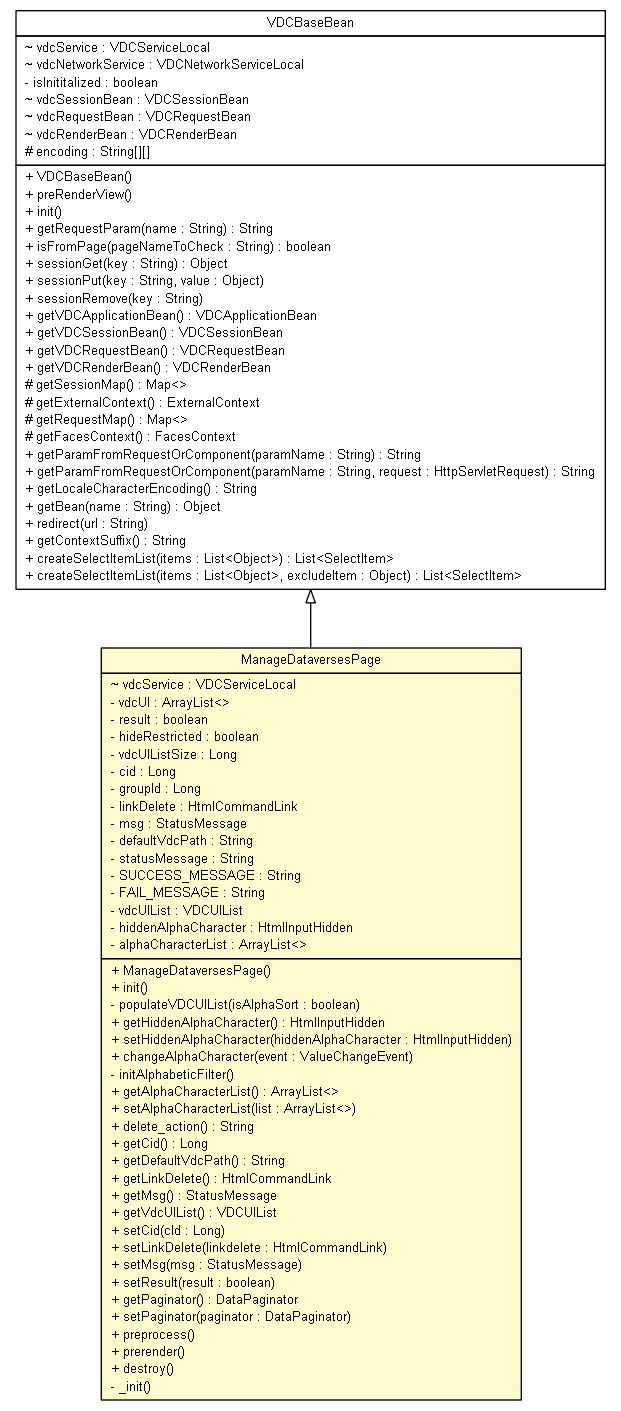 VDCBaseBean
~ vdcService : VDCServiceLocal
~ vdcNetworkService : VDCNetworkServiceLocal
- isInititalized : boolean
~ vdcSessionBean : VDCSessionBean
~ vdcRequestBean : VDCRequestBean
~ vdcRenderBean : VDCRenderBean
# encoding : String[][]
+ VDCBaseBean()
+ preRenderView()
+ init()
+ getRequestParam(name : String) : String
+ isFromPage(pageNameToCheck : String) : boolean
+ sessionGet(key : String) : Object
+ sessionPut(key : String, value : Object)
+ sessionRemove(key : String)
+ getVDCApplicationBean() : VDCApplicationBean
+ getVDCSessionBean() : VDCSessionBean
+ getVDCRequestBean() : VDCRequestBean
+ getVDCRenderBean() : VDCRenderBean
# getSessionMap() : Map<>
# getExternalContext() : ExternalContext
# getRequestMap() : Map<>
# getFacesContext() : FacesContext
+ getParamFromRequestOrComponent(paramName : String) : String
+ getParamFromRequestOrComponent(paramName : String, request : HttpServletRequest) : String
+ getLocaleCharacterEncoding() : String
+ getBean(name : String) : Object
+ redirect(url : String)
+ getContextSuffix() : String
+ createSelectItemList(items : List<Object>) : List<SelectItem>
+ createSelectItemList(items : List<Object>, excludeItem : Object) : List<SelectItem>
ManageDataversesPage
~ vdcService : VDCServiceLocal
- vdcUI : ArrayList<>
- result : boolean
- hideRestricted : boolean
- vdcUIListSize : Long
- cid : Long
- groupId : Long
- linkDelete : HtmlCommandLink
- msg : StatusMessage
- defaultVdcPath : String
- statusMessage : String
- SUCCESS_MESSAGE : String
- FAIL_MESSAGE : String
- vdcUIList : VDCUIList
- hiddenAlphaCharacter : HtmlInputHidden
- alphaCharacterList : ArrayList<>
+ ManageDataversesPage()
+ init()
- populateVDCUIList(isAlphaSort : boolean)
+ getHiddenAlphaCharacter() : HtmlInputHidden
+ setHiddenAlphaCharacter(hiddenAlphaCharacter : HtmlInputHidden)
+ changeAlphaCharacter(event : ValueChangeEvent)
- initAlphabeticFilter()
+ getAlphaCharacterList() : ArrayList<>
+ setAlphaCharacterList(list : ArrayList<>)
+ delete_action() : String
+ getCid() : Long
+ getDefaultVdcPath() : String
+ getLinkDelete() : HtmlCommandLink
+ getMsg() : StatusMessage
+ getVdcUIList() : VDCUIList
+ setCid(cId : Long)
+ setLinkDelete(linkdelete : HtmlCommandLink)
+ setMsg(msg : StatusMessage)
+ setResult(result : boolean)
+ getPaginator() : DataPaginator
+ setPaginator(paginator : DataPaginator)
+ preprocess()
+ prerender()
+ destroy()
- _init()